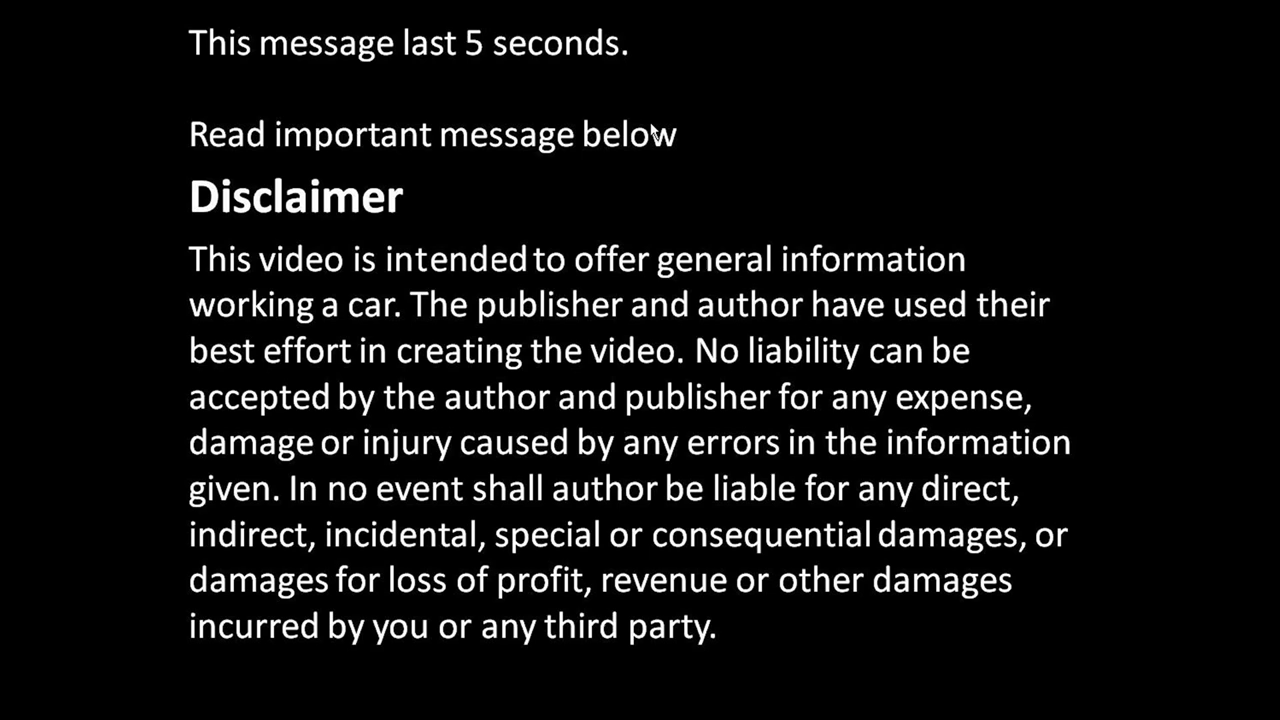 This message last 5 seconds.
Read important message below
Disclaimer
This video is intended to offer general information
working a car. The publisher and author have used their
best effort in creating the video. No liability can be
accepted by the author and publisher for any expense,
damage or injury caused by any errors in the information
given. In no event shall author be liable for any direct,
indirect, incidental, special or consequential damages, or
damages for loss of profit, revenue or other damages
incurred by you or any third party.